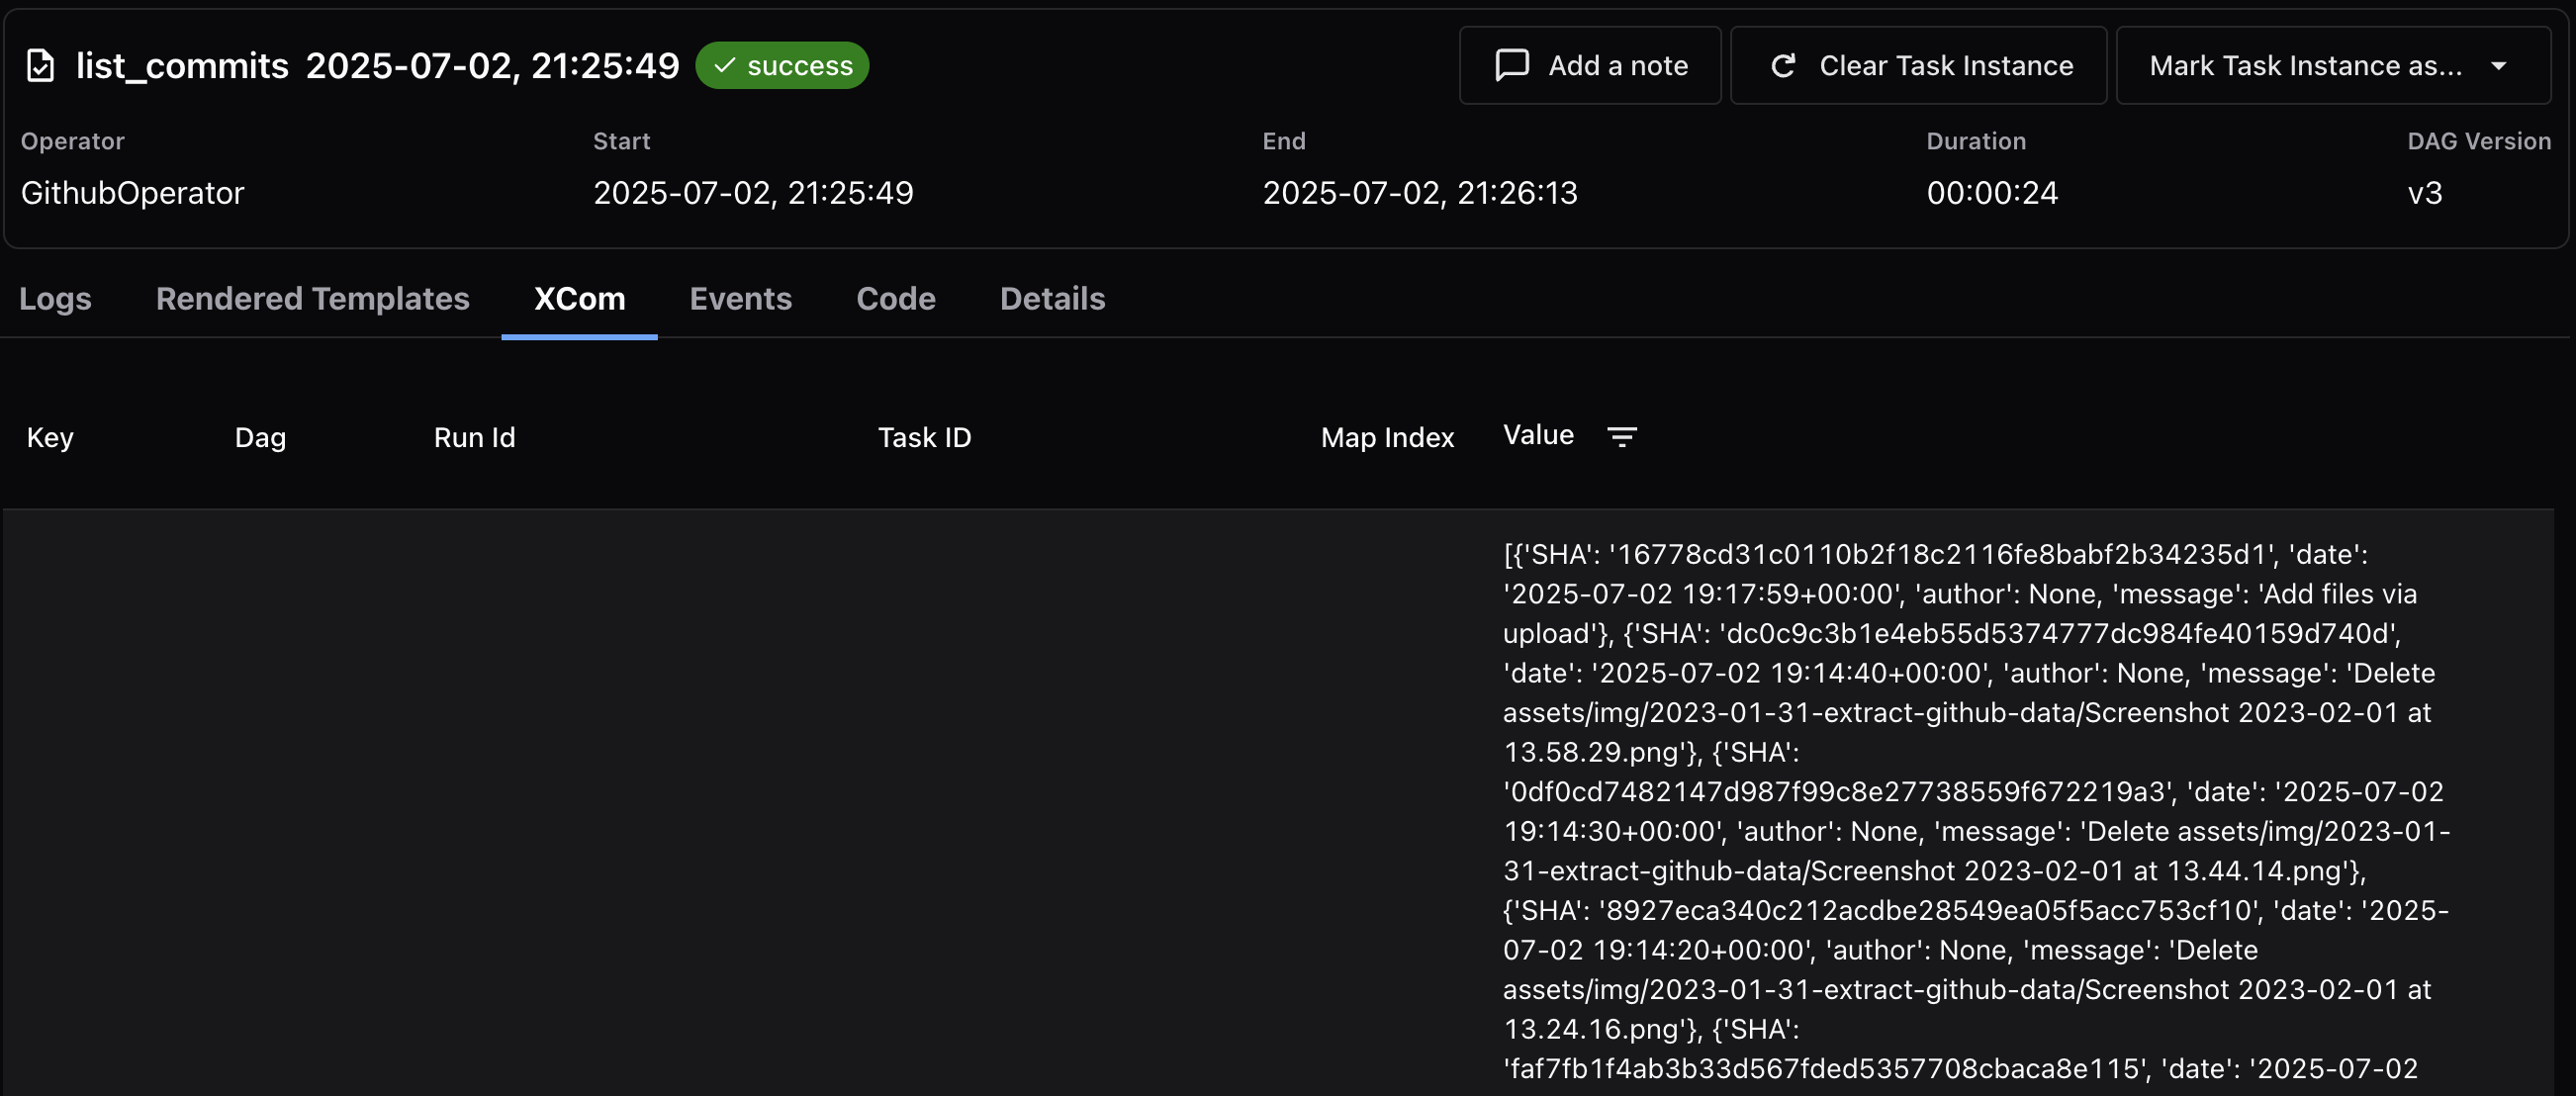 list_commits 2025-07-02, 21:25:49 success Add a note Clear Task Instance Mark Task Instance as...
Operator Start End Duration DAG Version
GithubOperator 2025-07-02, 21:25:49 2025-07-02, 21:26:13 00:00:24 v3
Logs Rendered Templates XCom Events Code Details
Key Dag Run Id Task ID Map Index Value
[{'SHA': '16778cd31c0110b2f18c2116fe8babf2b34235d1', 'date':
'2025-07-02 19:17:59+00:00', 'author': None, 'message': 'Add files via
upload'}, {'SHA': 'dc0c9c3b1e4eb55d5374777dc984fe40159d740d',
'date': '2025-07-02 19:14:40+00:00', 'author': None, 'message': 'Delete
assets/img/2023-01-31-extract-github-data/Screenshot 2023-02-01 at
13.58.29.png'}, {'SHA':
'0df0cd7482147d987f99c8e27738559f672219a3', 'date': '2025-07-02
19:14:30+00:00', 'author': None, 'message': 'Delete assets/img/2023-01-
31-extract-github-data/Screenshot 2023-02-01 at 13.44.14.png'},
{'SHA': '8927eca340c212acdbe28549ea05f5acc753cf10', 'date': '2025-
07-02 19:14:20+00:00', 'author': None, 'message': 'Delete
assets/img/2023-01-31-extract-github-data/Screenshot 2023-02-01 at
13.24.16.png'}, {'SHA':
'faf7fb1f4ab3b33d567fded5357708cbaca8e115', 'date': '2025-07-02